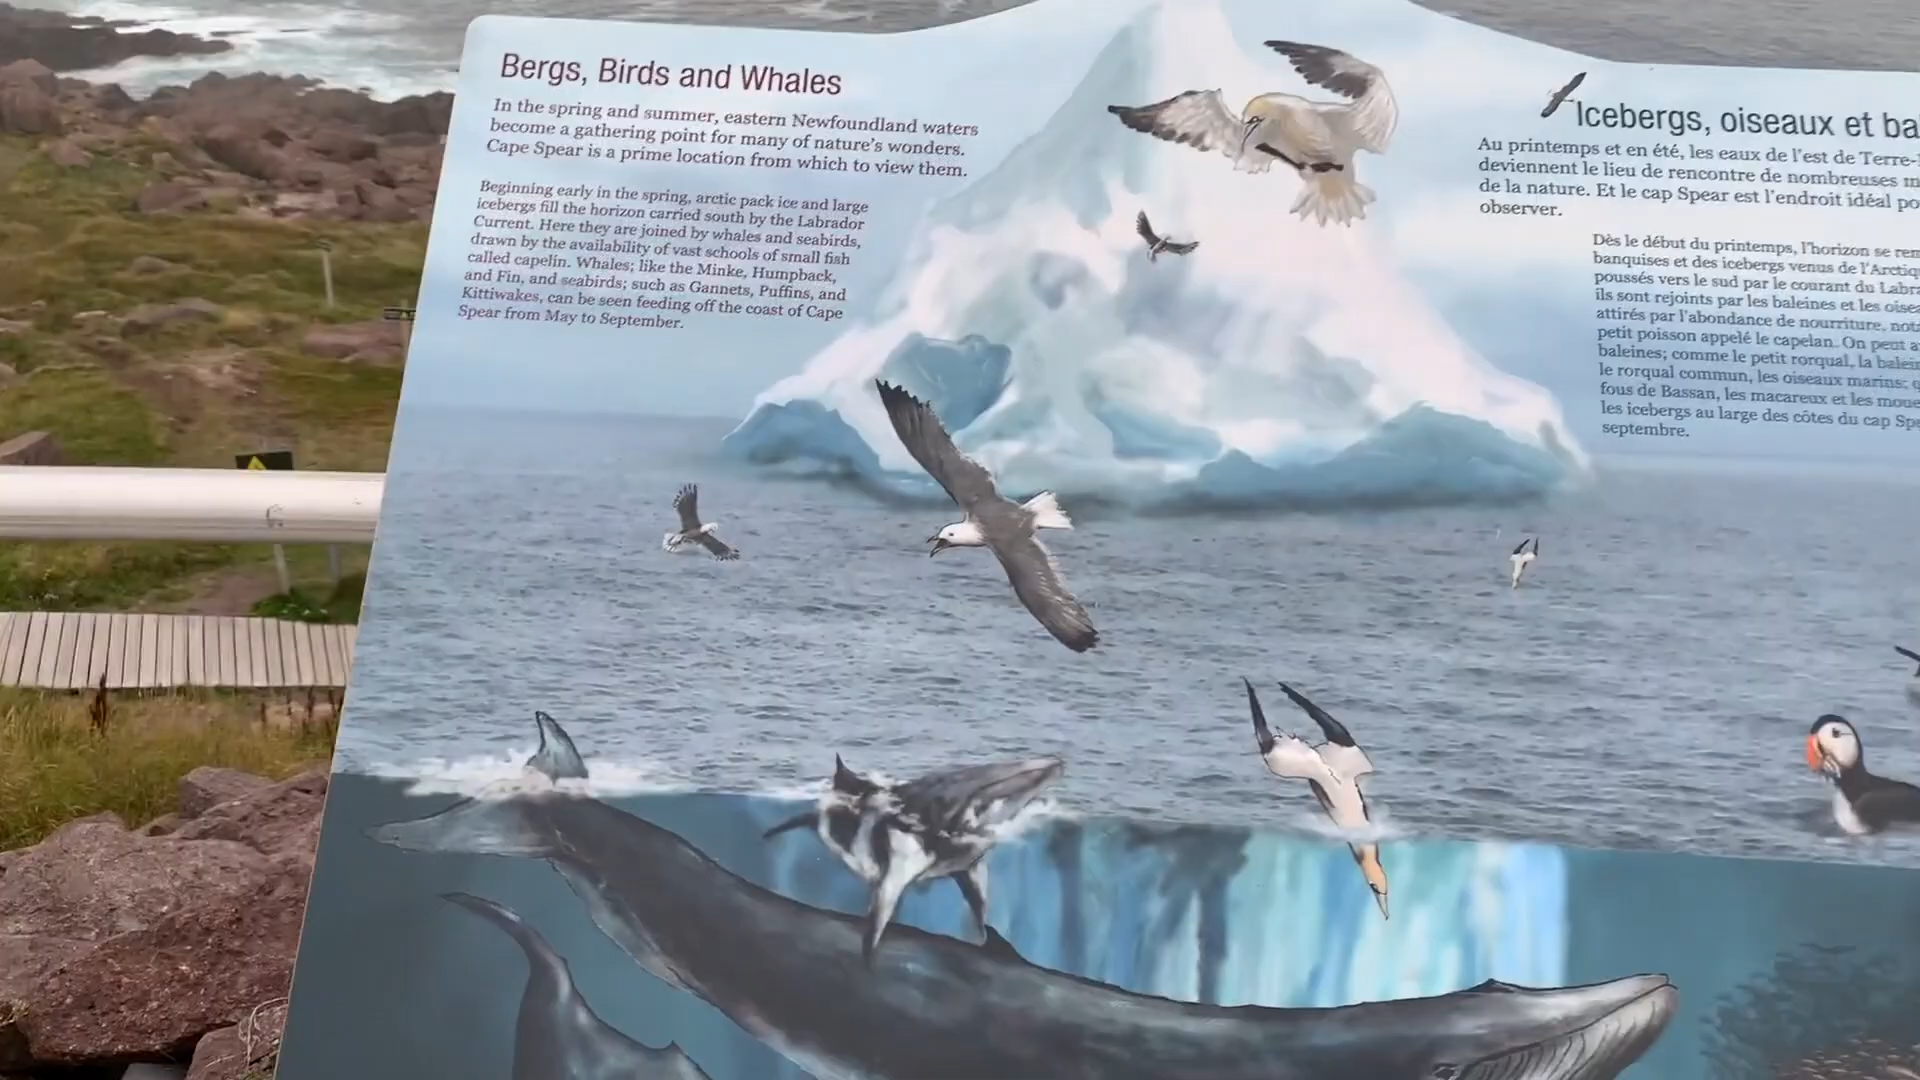 Bergs, Birds and Whales
In the spring and summer, eastern Newfoundland waters
become a gathering point for many of nature's wonders.
Cape Spear is a prime location from which to view them.
Beginning early in the spring, arctic pack ice and large
icebergs fill the horizon carried south by the Labrador
Current. Here they are joined by whales and seabirds,
drawn by the availability of vast schools of small fish
called capelin. Whales; like the Minke, Humpback,
and Fin, and seabirds; such as Gannets, Puffins, and
Kittiwakes, can be seen feeding off the coast of Cape
Spear from May to September.
Icebergs, oiseaux et ba
Au printemps et en été, les eaux de l'est de Terre-
deviennent le lieu de rencontre de nombreuses
de la nature. Et le cap Spear est l'endroit idéal po
observer.
Dès le début du printemps, l'horizon se rem
banquises et des icebergs venus de l'Arctiq
poussés vers le sud par le courant du Labra
ils sont rejoints par les baleines et les oise
attirés par l'abondance de nourriture, not
petit poisson appelé le capelan. On peut a
baleines; comme le petit rorqual, la balei
le rorqual commun, les oiseaux marins;
fous de Bassan, les macareux et les moue
les icebergs au large des côtes du cap Spe
septembre.